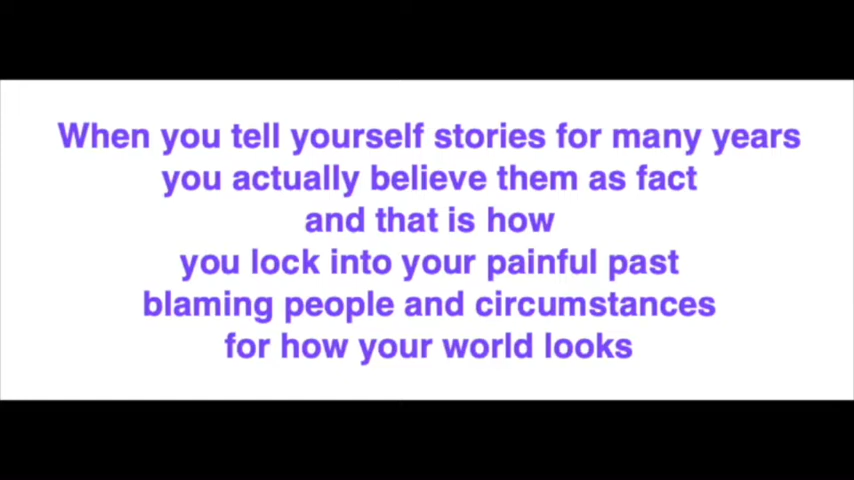 When you tell yourself stories for many years
you actually believe them as fact
and that is how
you lock into your painful past
blaming people and circumstances
for how your world looks